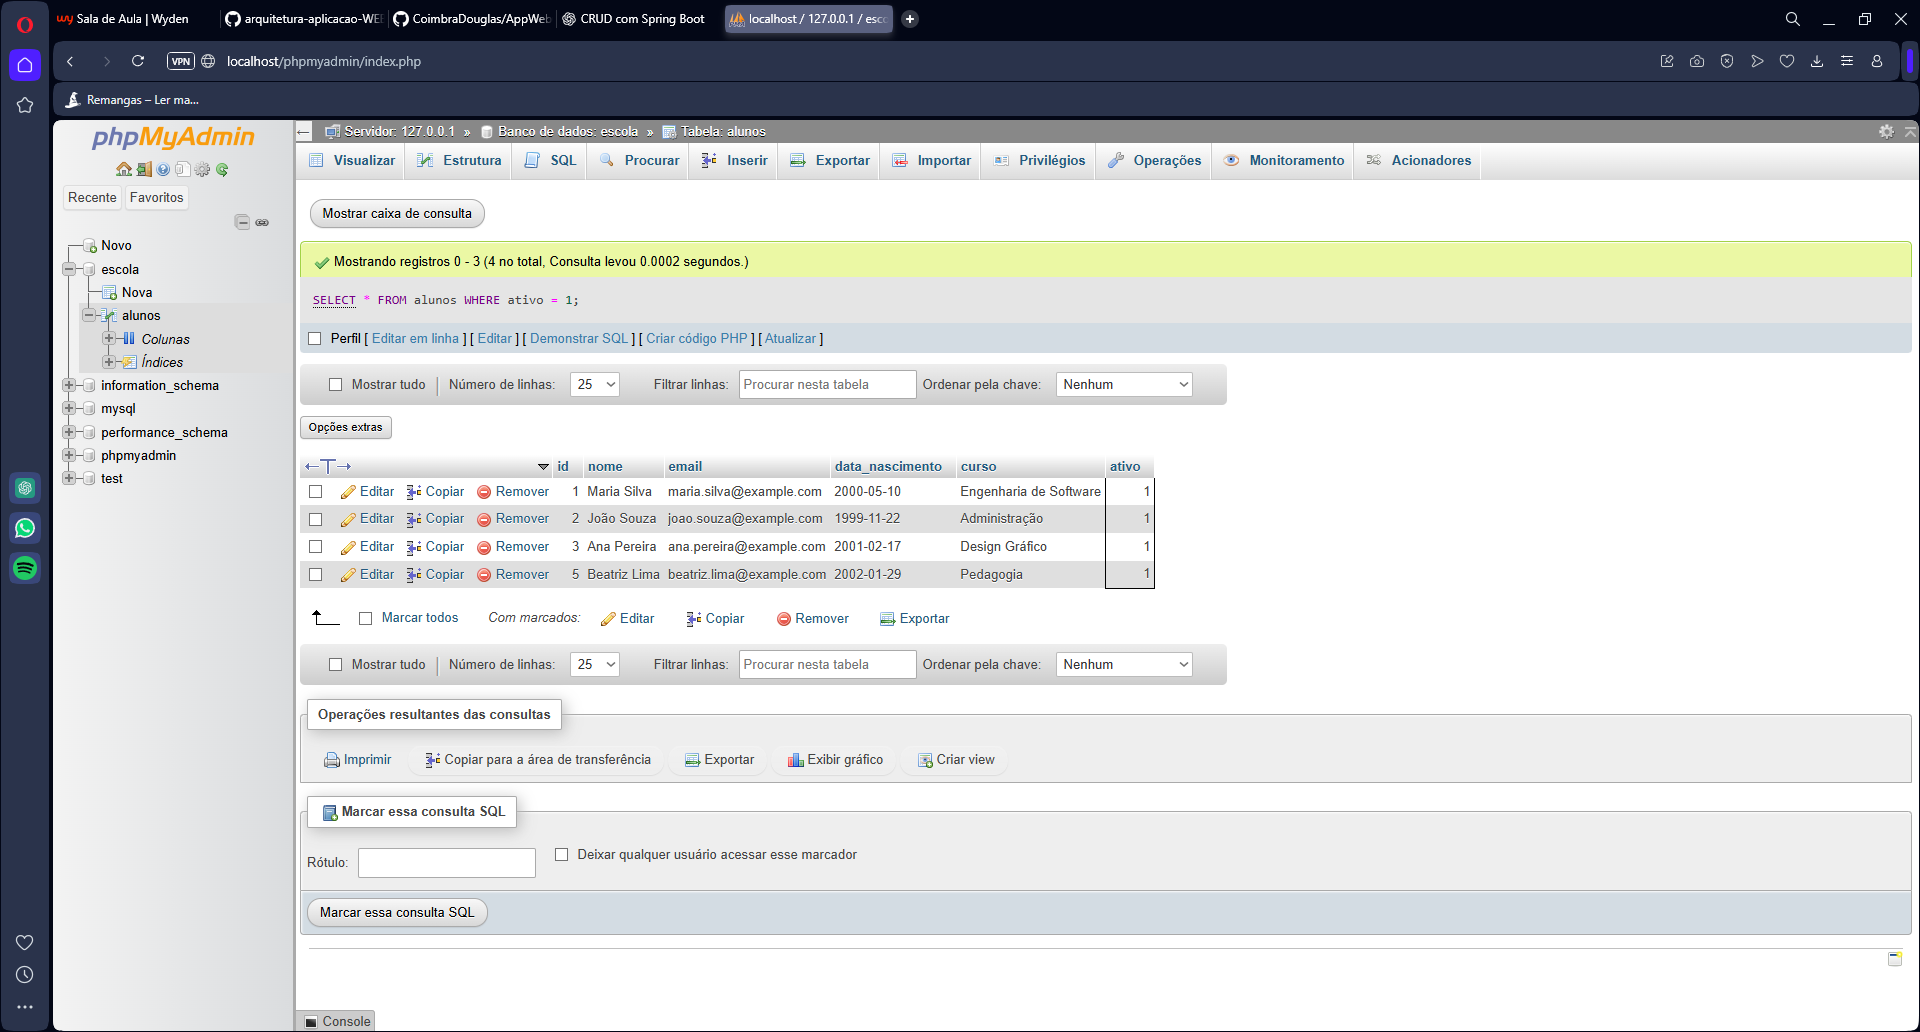 Sala de Aula | Wyden
arquitetura-aplicacao-WEB
CoimbraDouglas/AppWeb
CRUD com Spring Boot
localhost / 127.0.0.1 / esc
VPN
localhost/phpmyadmin/index.php
Remangas – Ler ma...
phpMyAdmin
Recente Favoritos
Novo
escola
Nova
alunos
Colunas
Índices
information_schema
mysql
performance_schema
phpmyadmin
test
Servidor: 127.0.0.1 » Banco de dados: escola » Tabela: alunos
Visualizar Estrutura SQL Procurar Inserir Exportar Importar Privilégios Operações Monitoramento Acionadores
Mostrar caixa de consulta
Mostrando registros 0 - 3 (4 no total, Consulta levou 0.0002 segundos.)
SELECT * FROM alunos WHERE ativo = 1;
Perfil [ Editar em linha ] [ Editar ] [ Demonstrar SQL ] [ Criar código PHP ] [ Atualizar ]
Mostrar tudo Número de linhas: 25 Filtrar linhas: Procurar nesta tabela Ordenar pela chave: Nenhum
Opções extras
id nome email data_nascimento curso ativo
Editar Copiar Remover 1 Maria Silva maria.silva@example.com 2000-05-10 Engenharia de Software 1
Editar Copiar Remover 2 João Souza joao.souza@example.com 1999-11-22 Administração 1
Editar Copiar Remover 3 Ana Pereira ana.pereira@example.com 2001-02-17 Design Gráfico 1
Editar Copiar Remover 5 Beatriz Lima beatriz.lima@example.com 2002-01-29 Pedagogia 1
Marcar todos Com marcados: Editar Copiar Remover Exportar
Mostrar tudo Número de linhas: 25 Filtrar linhas: Procurar nesta tabela Ordenar pela chave: Nenhum
Operações resultantes das consultas
Imprimir Copiar para a área de transferência Exportar Exibir gráfico Criar view
Marcar essa consulta SQL
Rótulo: Deixar qualquer usuário acessar esse marcador
Marcar essa consulta SQL
Console